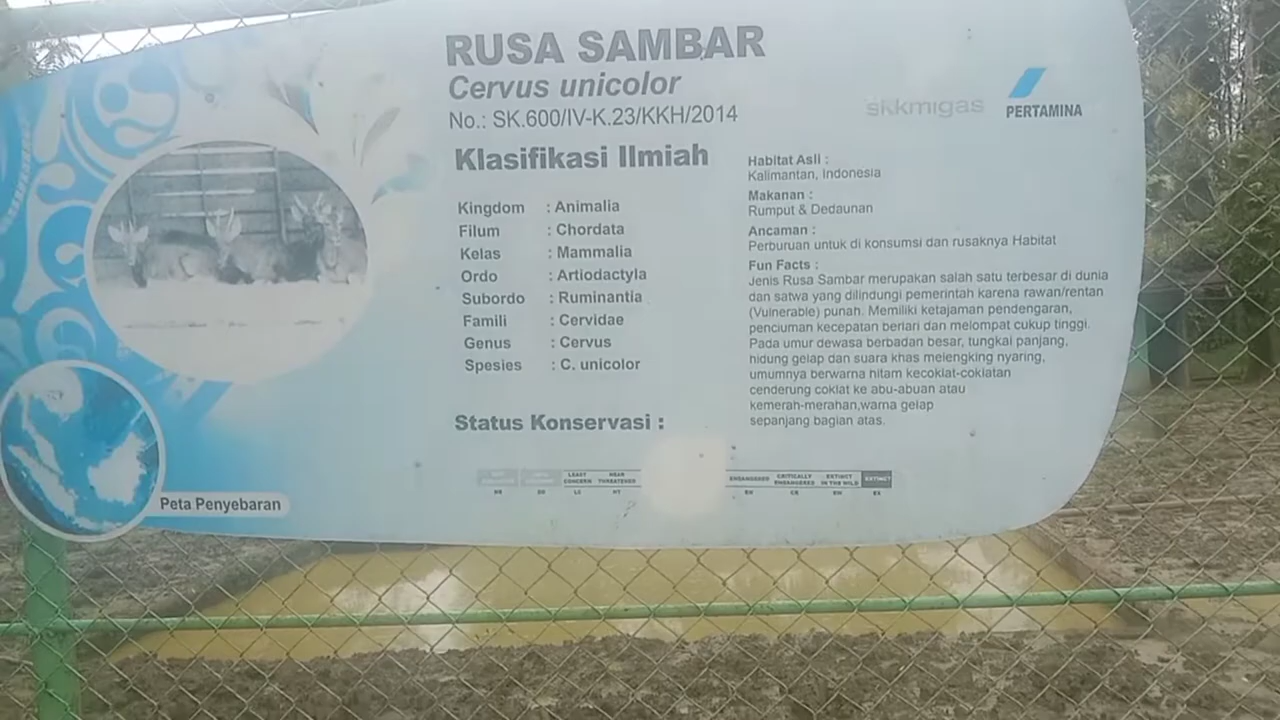 RUSA SAMBAR
Cervus unicolor
No.: SK.600/IV-K.23/KKH/2014
skkmigas
PERTAMINA
Klasifikasi Ilmiah
Kingdom : Animalia
Filum : Chordata
Kelas : Mammalia
Ordo : Artiodactyla
Subordo : Ruminantia
Famili : Cervidae
Genus : Cervus
Spesies : C. unicolor
Status Konservasi :
Habitat Asli :
Kalimantan, Indonesia
Makanan :
Rumput & Dedaunan
Ancaman :
Perburuan untuk di konsumsi dan rusaknya Habitat
Fun Facts :
Jenis Rusa Sambar merupakan salah satu terbesar di dunia
dan satwa yang dilindungi pemerintah karena rawan/rentan
(Vulnerable) punah. Memiliki ketajaman pendengaran,
penciuman kecepatan berlari dan melompat cukup tinggi.
Pada umur dewasa berbadan besar, tungkai panjang,
hidung gelap dan suara khas melengking nyaring,
umumnya berwarna hitam kecoklat-coklatan
cenderung coklat ke abu-abuan atau
kemerah-merahan,warna gelap
sepanjang bagian atas.
LEAST CONCERN
NEAR THREATENED
ENDANGERED
CRITICALLY ENDANGERED
EXTINCT IN THE WILD
EXTINCT
LC
NT
EN
CR
EW
EX
Peta Penyebaran